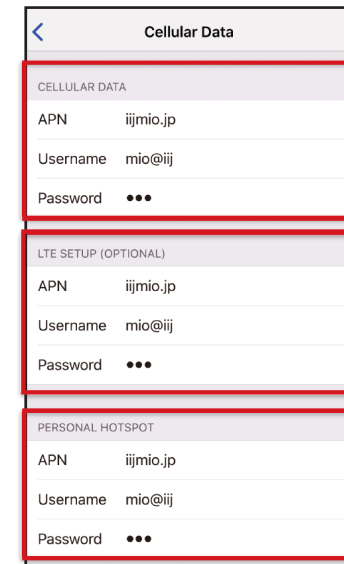 Cellular Data
CELLULAR DATA
APN iijmio.jp
Username mio@iij
Password •••
LTE SETUP (OPTIONAL)
APN iijmio.jp
Username mio@iij
Password •••
PERSONAL HOTSPOT
APN iijmio.jp
Username mio@iij
Password •••